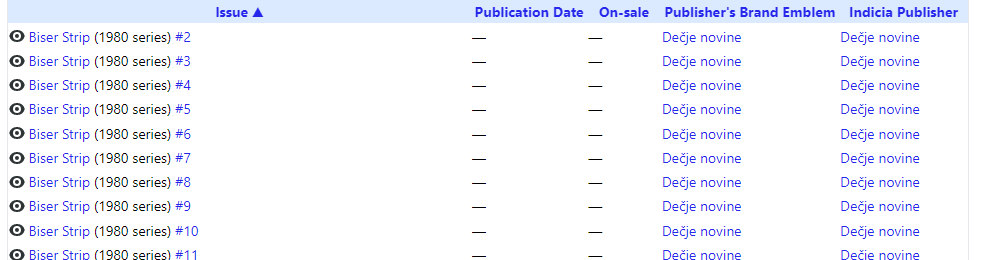 Issue ▲ Publication Date On-sale Publisher's Brand Emblem Indicia Publisher
Biser Strip (1980 series) #2 — — Dečje novine Dečje novine
Biser Strip (1980 series) #3 — — Dečje novine Dečje novine
Biser Strip (1980 series) #4 — — Dečje novine Dečje novine
Biser Strip (1980 series) #5 — — Dečje novine Dečje novine
Biser Strip (1980 series) #6 — — Dečje novine Dečje novine
Biser Strip (1980 series) #7 — — Dečje novine Dečje novine
Biser Strip (1980 series) #8 — — Dečje novine Dečje novine
Biser Strip (1980 series) #9 — — Dečje novine Dečje novine
Biser Strip (1980 series) #10 — — Dečje novine Dečje novine
Biser Strip (1980 series) #11 — — Dečje novine Dečje novine